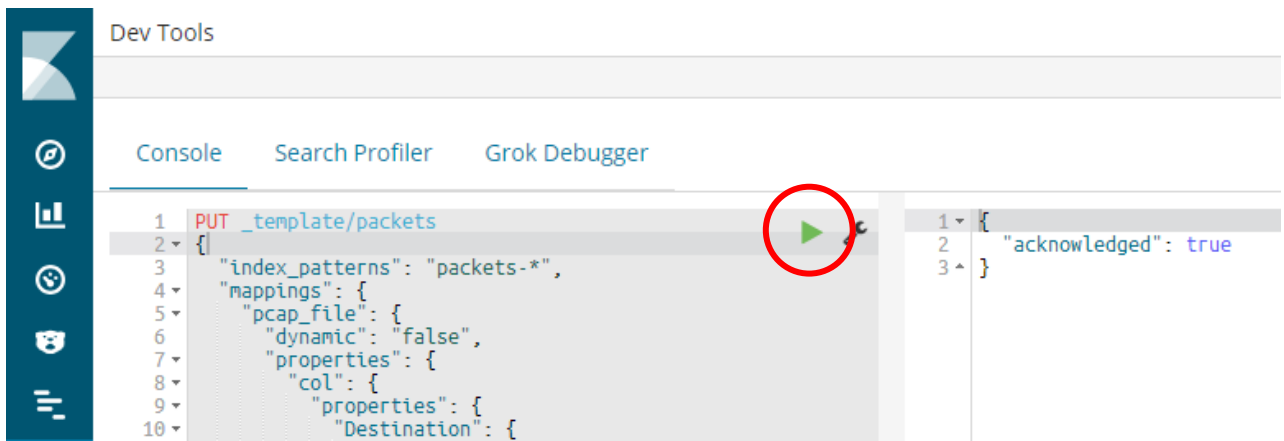 Dev Tools
Console Search Profiler Grok Debugger
1 PUT _template/packets
2 {
3 "index_patterns": "packets-*",
4 "mappings": {
5 "pcap_file": {
6 "dynamic": "false",
7 "properties": {
8 "col": {
9 "properties": {
10 "Destination": {
1 {
2 "acknowledged": true
3 }